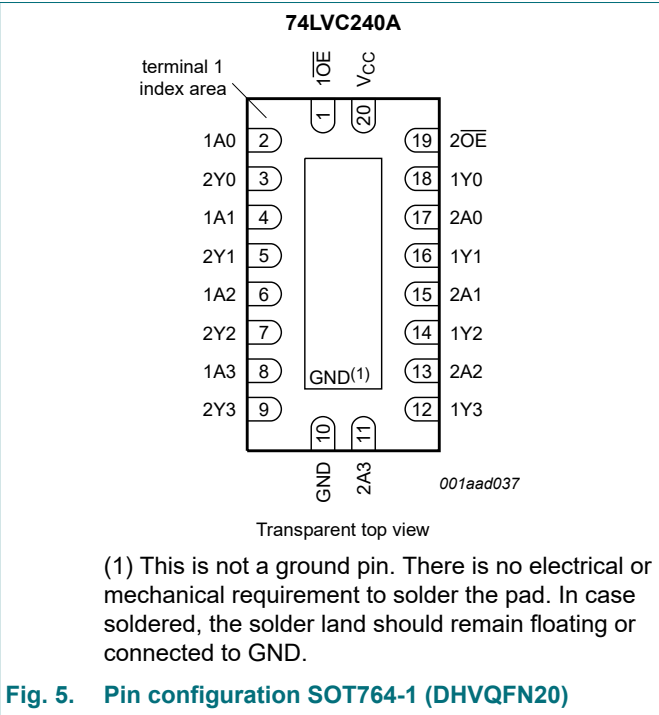 74LVC240A
terminal 1
index area
1O̅E̅
VCC
1
20
1A0 2
19 2O̅E̅
2Y0 3
18 1Y0
1A1 4
17 2A0
2Y1 5
16 1Y1
1A2 6
15 2A1
2Y2 7
14 1Y2
1A3 8
13 2A2
2Y3 9
12 1Y3
GND(1)
10
11
GND
2A3
001aad037
Transparent top view
(1) This is not a ground pin. There is no electrical or
mechanical requirement to solder the pad. In case
soldered, the solder land should remain floating or
connected to GND.
Fig. 5. Pin configuration SOT764-1 (DHVQFN20)